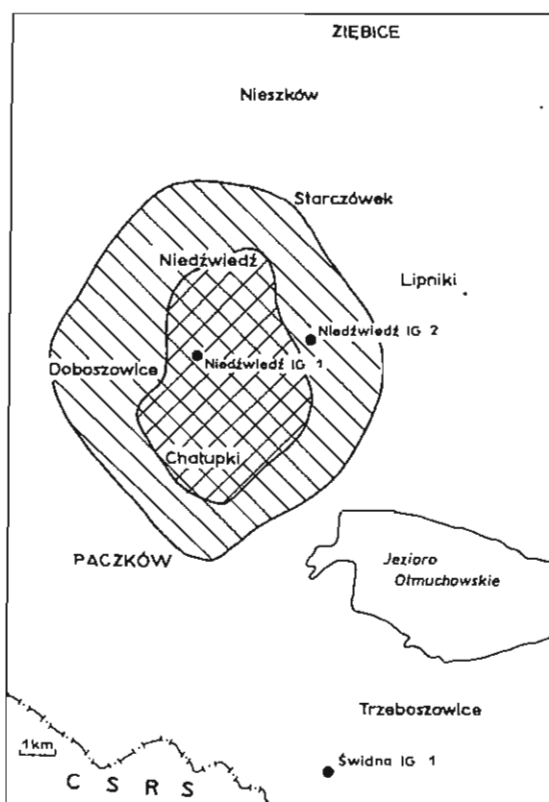 ZIĘBICE
Nieszków
Starczówek
Niedźwiedź
Lipniki
Niedźwiedź IG 2
Niedźwiedź IG 1
Doboszowice
Chałupki
PACZKÓW
Jezioro
Otmuchowskie
Trzeboszowice
1km
Świdna IG 1
C S R S